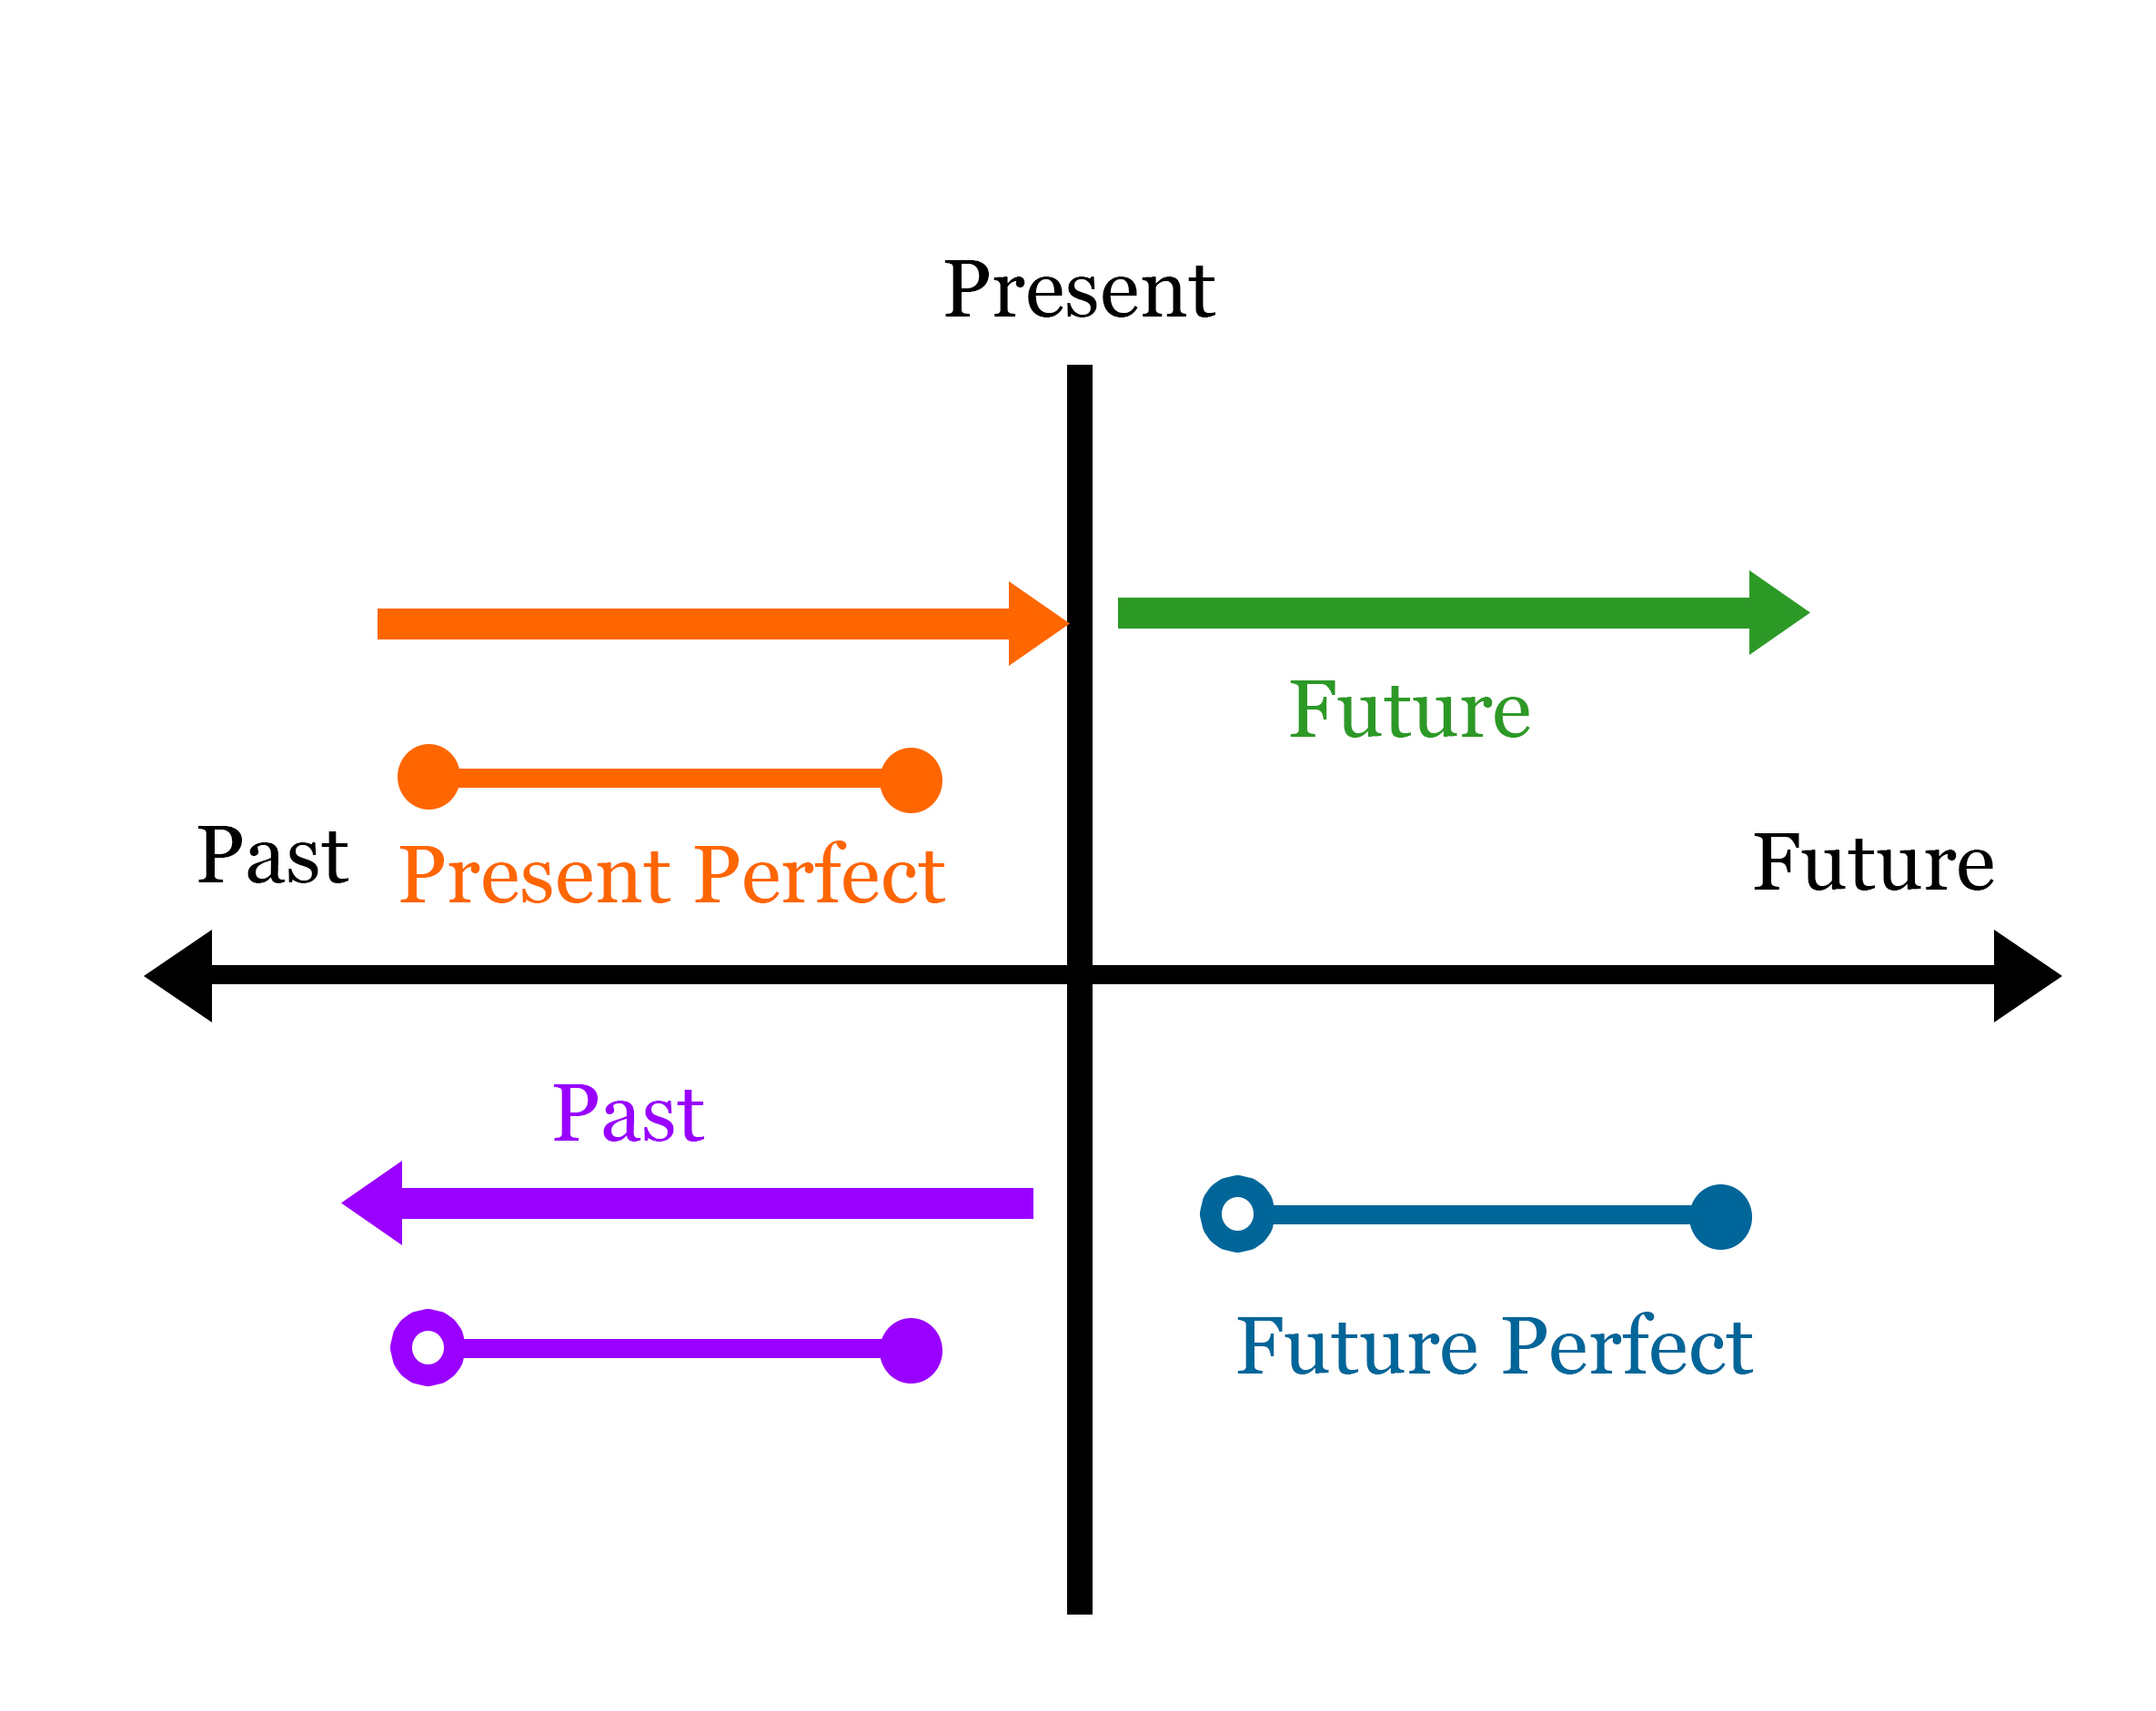 Present
Future
Past
Present Perfect
Future
Past
Future Perfect